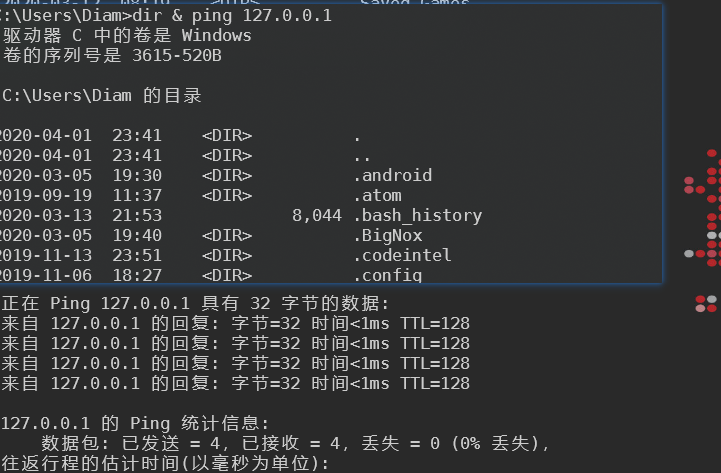 :\Users\Diam>dir & ping 127.0.0.1
驱动器 C 中的卷是 Windows
卷的序列号是 3615-520B
C:\Users\Diam 的目录
2020-04-01 23:41 <DIR> .
2020-04-01 23:41 <DIR> ..
2020-03-05 19:30 <DIR> .android
2019-09-19 11:37 <DIR> .atom
2020-03-13 21:53 8,044 .bash_history
2020-03-05 19:40 <DIR> .BigNox
2019-11-13 23:51 <DIR> .codeintel
2019-11-06 18:27 <DIR> .config
正在 Ping 127.0.0.1 具有 32 字节的数据:
来自 127.0.0.1 的回复: 字节=32 时间<1ms TTL=128
来自 127.0.0.1 的回复: 字节=32 时间<1ms TTL=128
来自 127.0.0.1 的回复: 字节=32 时间<1ms TTL=128
来自 127.0.0.1 的回复: 字节=32 时间<1ms TTL=128
127.0.0.1 的 Ping 统计信息:
数据包: 已发送 = 4, 已接收 = 4, 丢失 = 0 (0% 丢失),
往返行程的估计时间(以毫秒为单位):